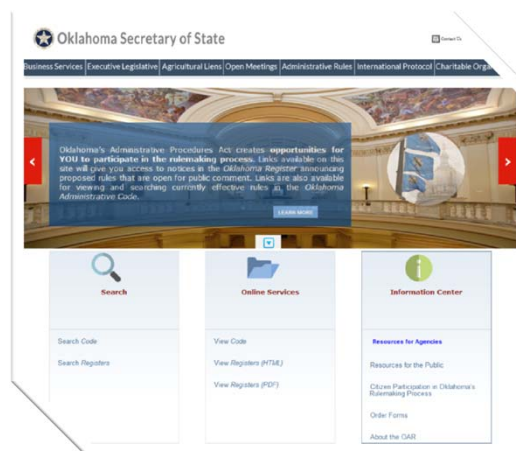 Oklahoma Secretary of State
Contact Us
Business Services Executive Legislative Agricultural Liens Open Meetings Administrative Rules International Protocol Charitable Orga
Oklahoma's Administrative Procedures Act creates opportunities for
YOU to participate in the rulemaking process. Links available on this
site will give you access to notices in the Oklahoma Register announcing
proposed rules that are open for public comment. Links are also available
for viewing and searching currently effective rules in the Oklahoma
Administrative Code.
LEARN MORE
Search
Search Code
Search Registers
Online Services
View Code
View Registers (HTML)
View Registers (PDF)
Information Center
Resources for Agencies
Resources for the Public
Citizen Participation in Oklahoma's
Rulemaking Process
Order Forms
About the OAR